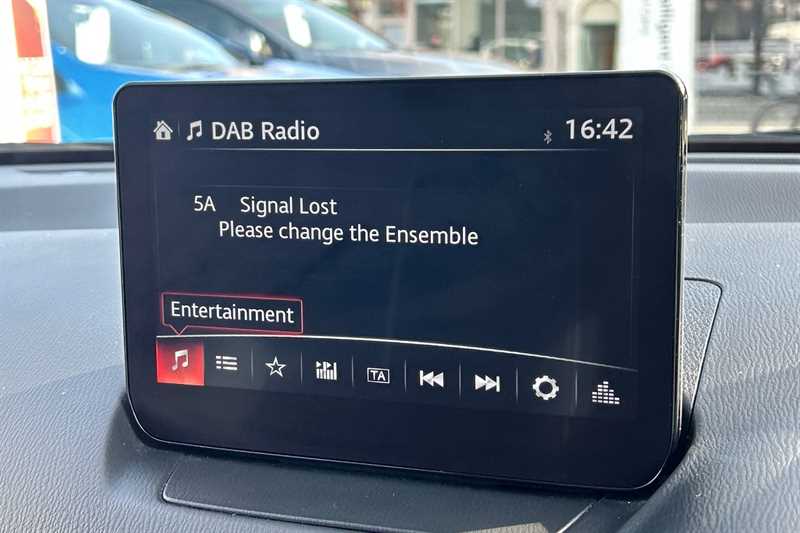 DAB Radio
16:42
5A Signal Lost
Please change the Ensemble
Entertainment
TA